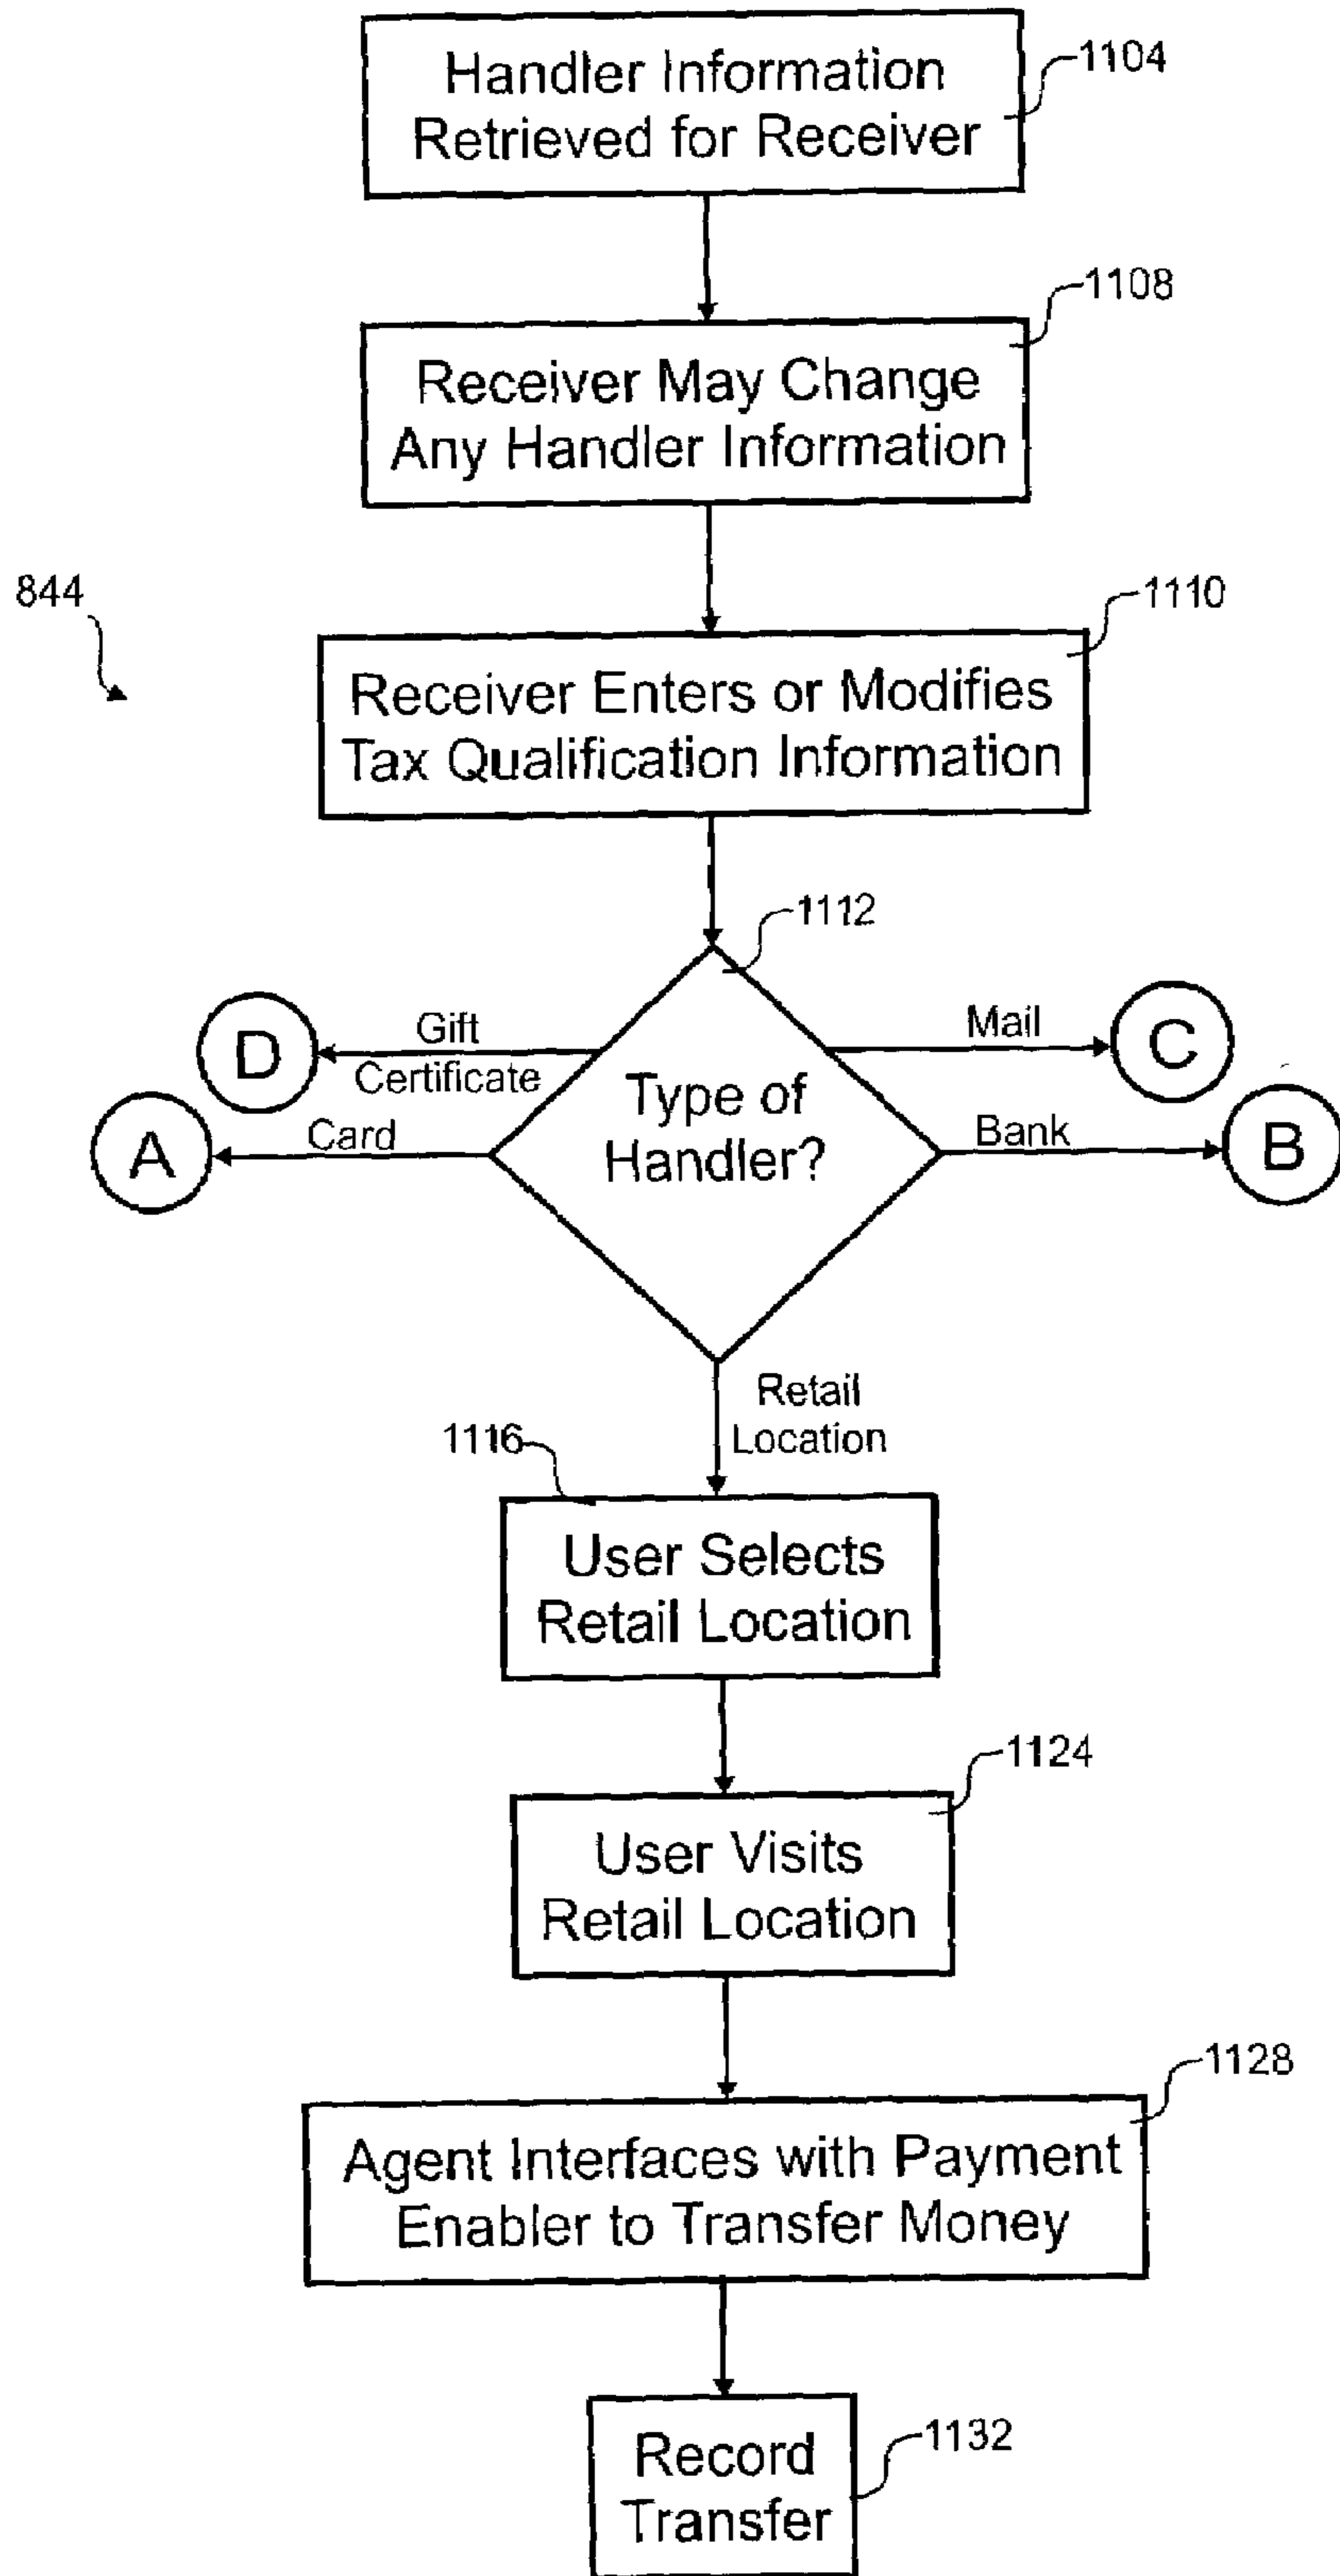 Handler Information
Retrieved for Receiver
1104
1108
Receiver May Change
Any Handler Information
844
1110
Receiver Enters or Modifies
Tax Qualification Information
1112
D
Gift
Certificate
Mail
C
A
Card
Type of
Handler?
Bank
B
Retail
Location
1116
User Selects
Retail Location
1124
User Visits
Retail Location
1128
Agent Interfaces with Payment
Enabler to Transfer Money
1132
Record
Transfer